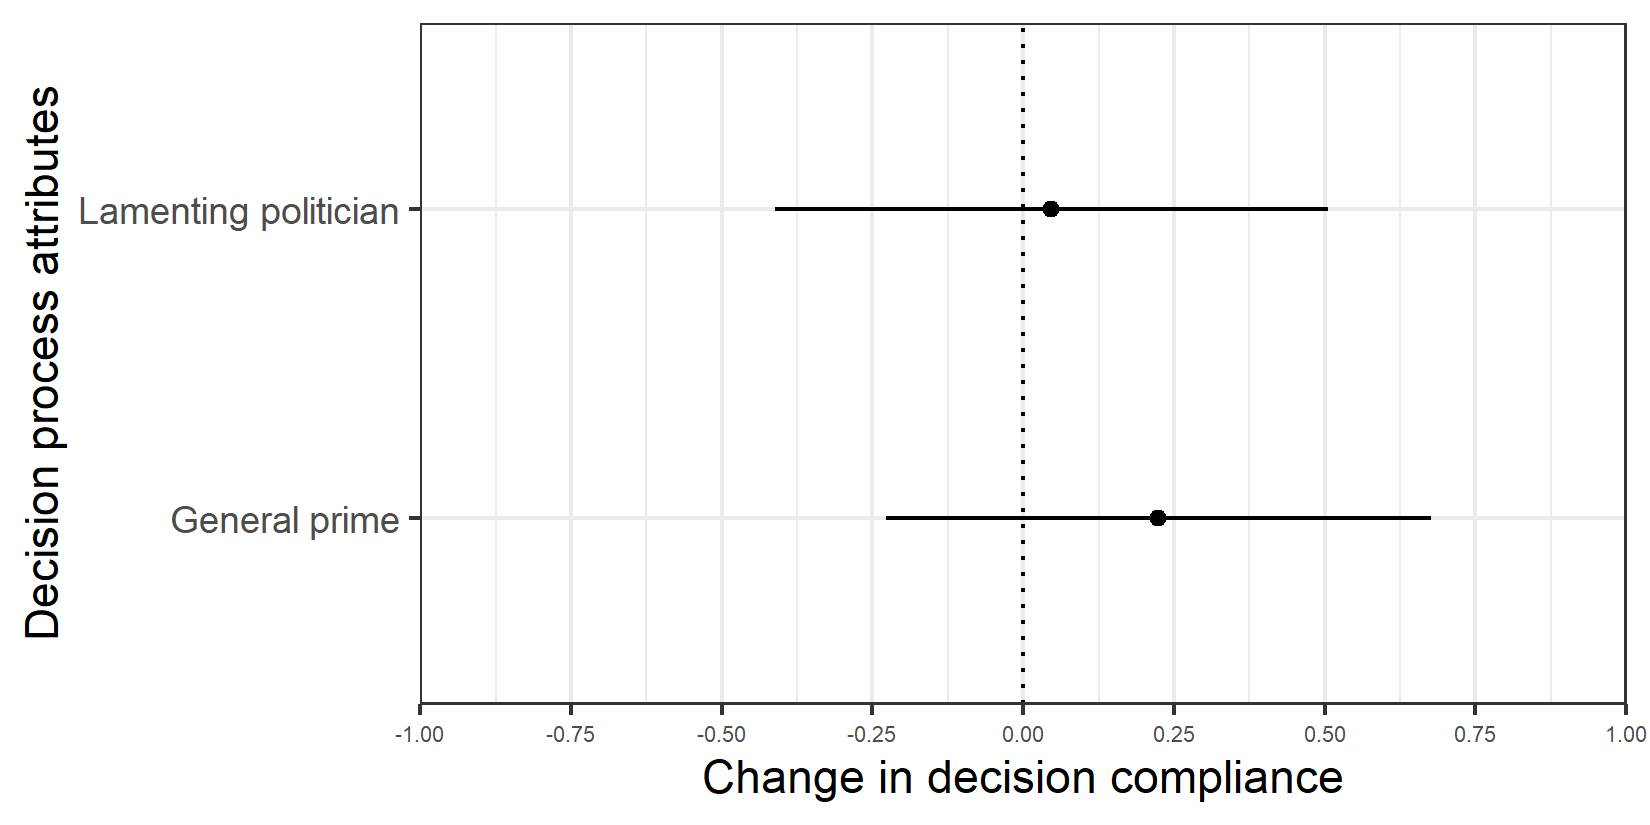 Decision process attributes
Lamenting politician
General prime
-1.00 -0.75 -0.50 -0.25 0.00 0.25 0.50 0.75 1.00
Change in decision compliance